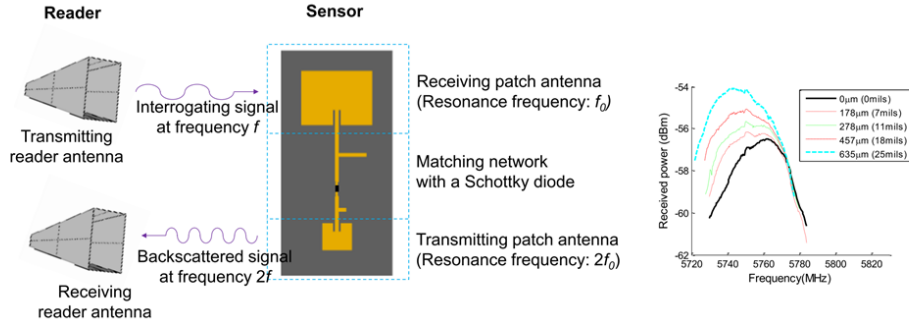 Reader
Sensor
Interrogating signal
at frequency f
Transmitting
reader antenna
Backscattered signal
at frequency 2f
Receiving
reader antenna
Receiving patch antenna
(Resonance frequency: f0)
Matching network
with a Schottky diode
Transmitting patch antenna
(Resonance frequency: 2f0)
Received power (dBm)
-54
-56
-58
-60
-62
5720
5740
5760
5780
5800
5820
Frequency(MHz)
0μm (0mils)
178μm (7mils)
278μm (11mils)
457μm (18mils)
635μm (25mils)